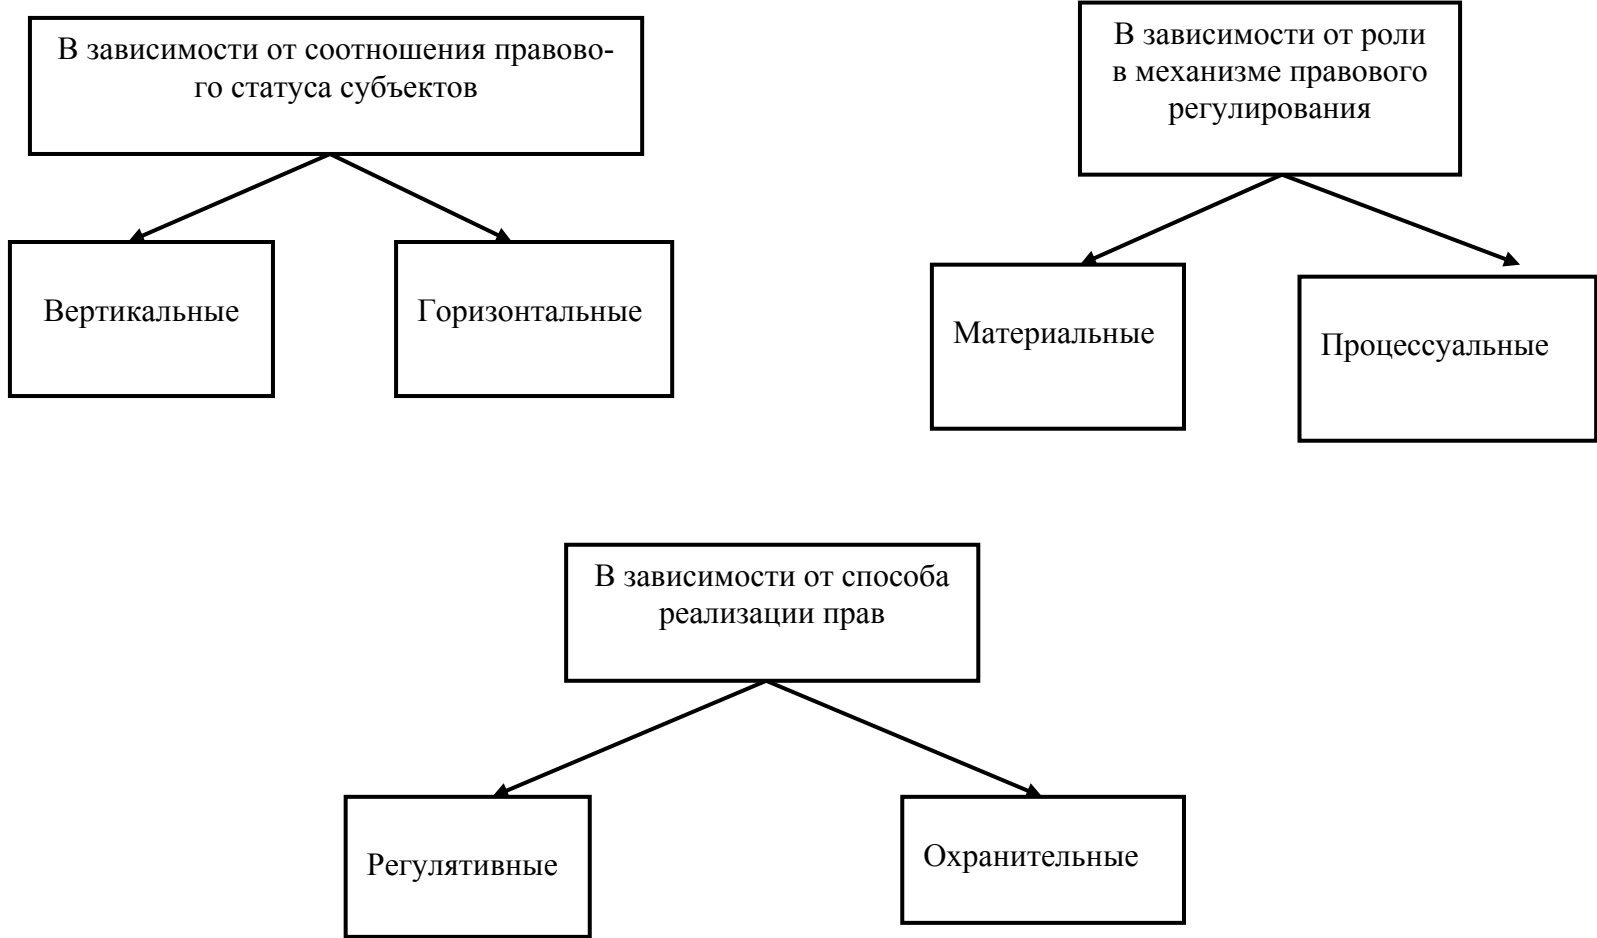 В зависимости от соотношения правово-
го статуса субъектов
В зависимости от роли
в механизме правового
регулирования
Вертикальные
Горизонтальные
Материальные
Процессуальные
В зависимости от способа
реализации прав
Регулятивные
Охранительные